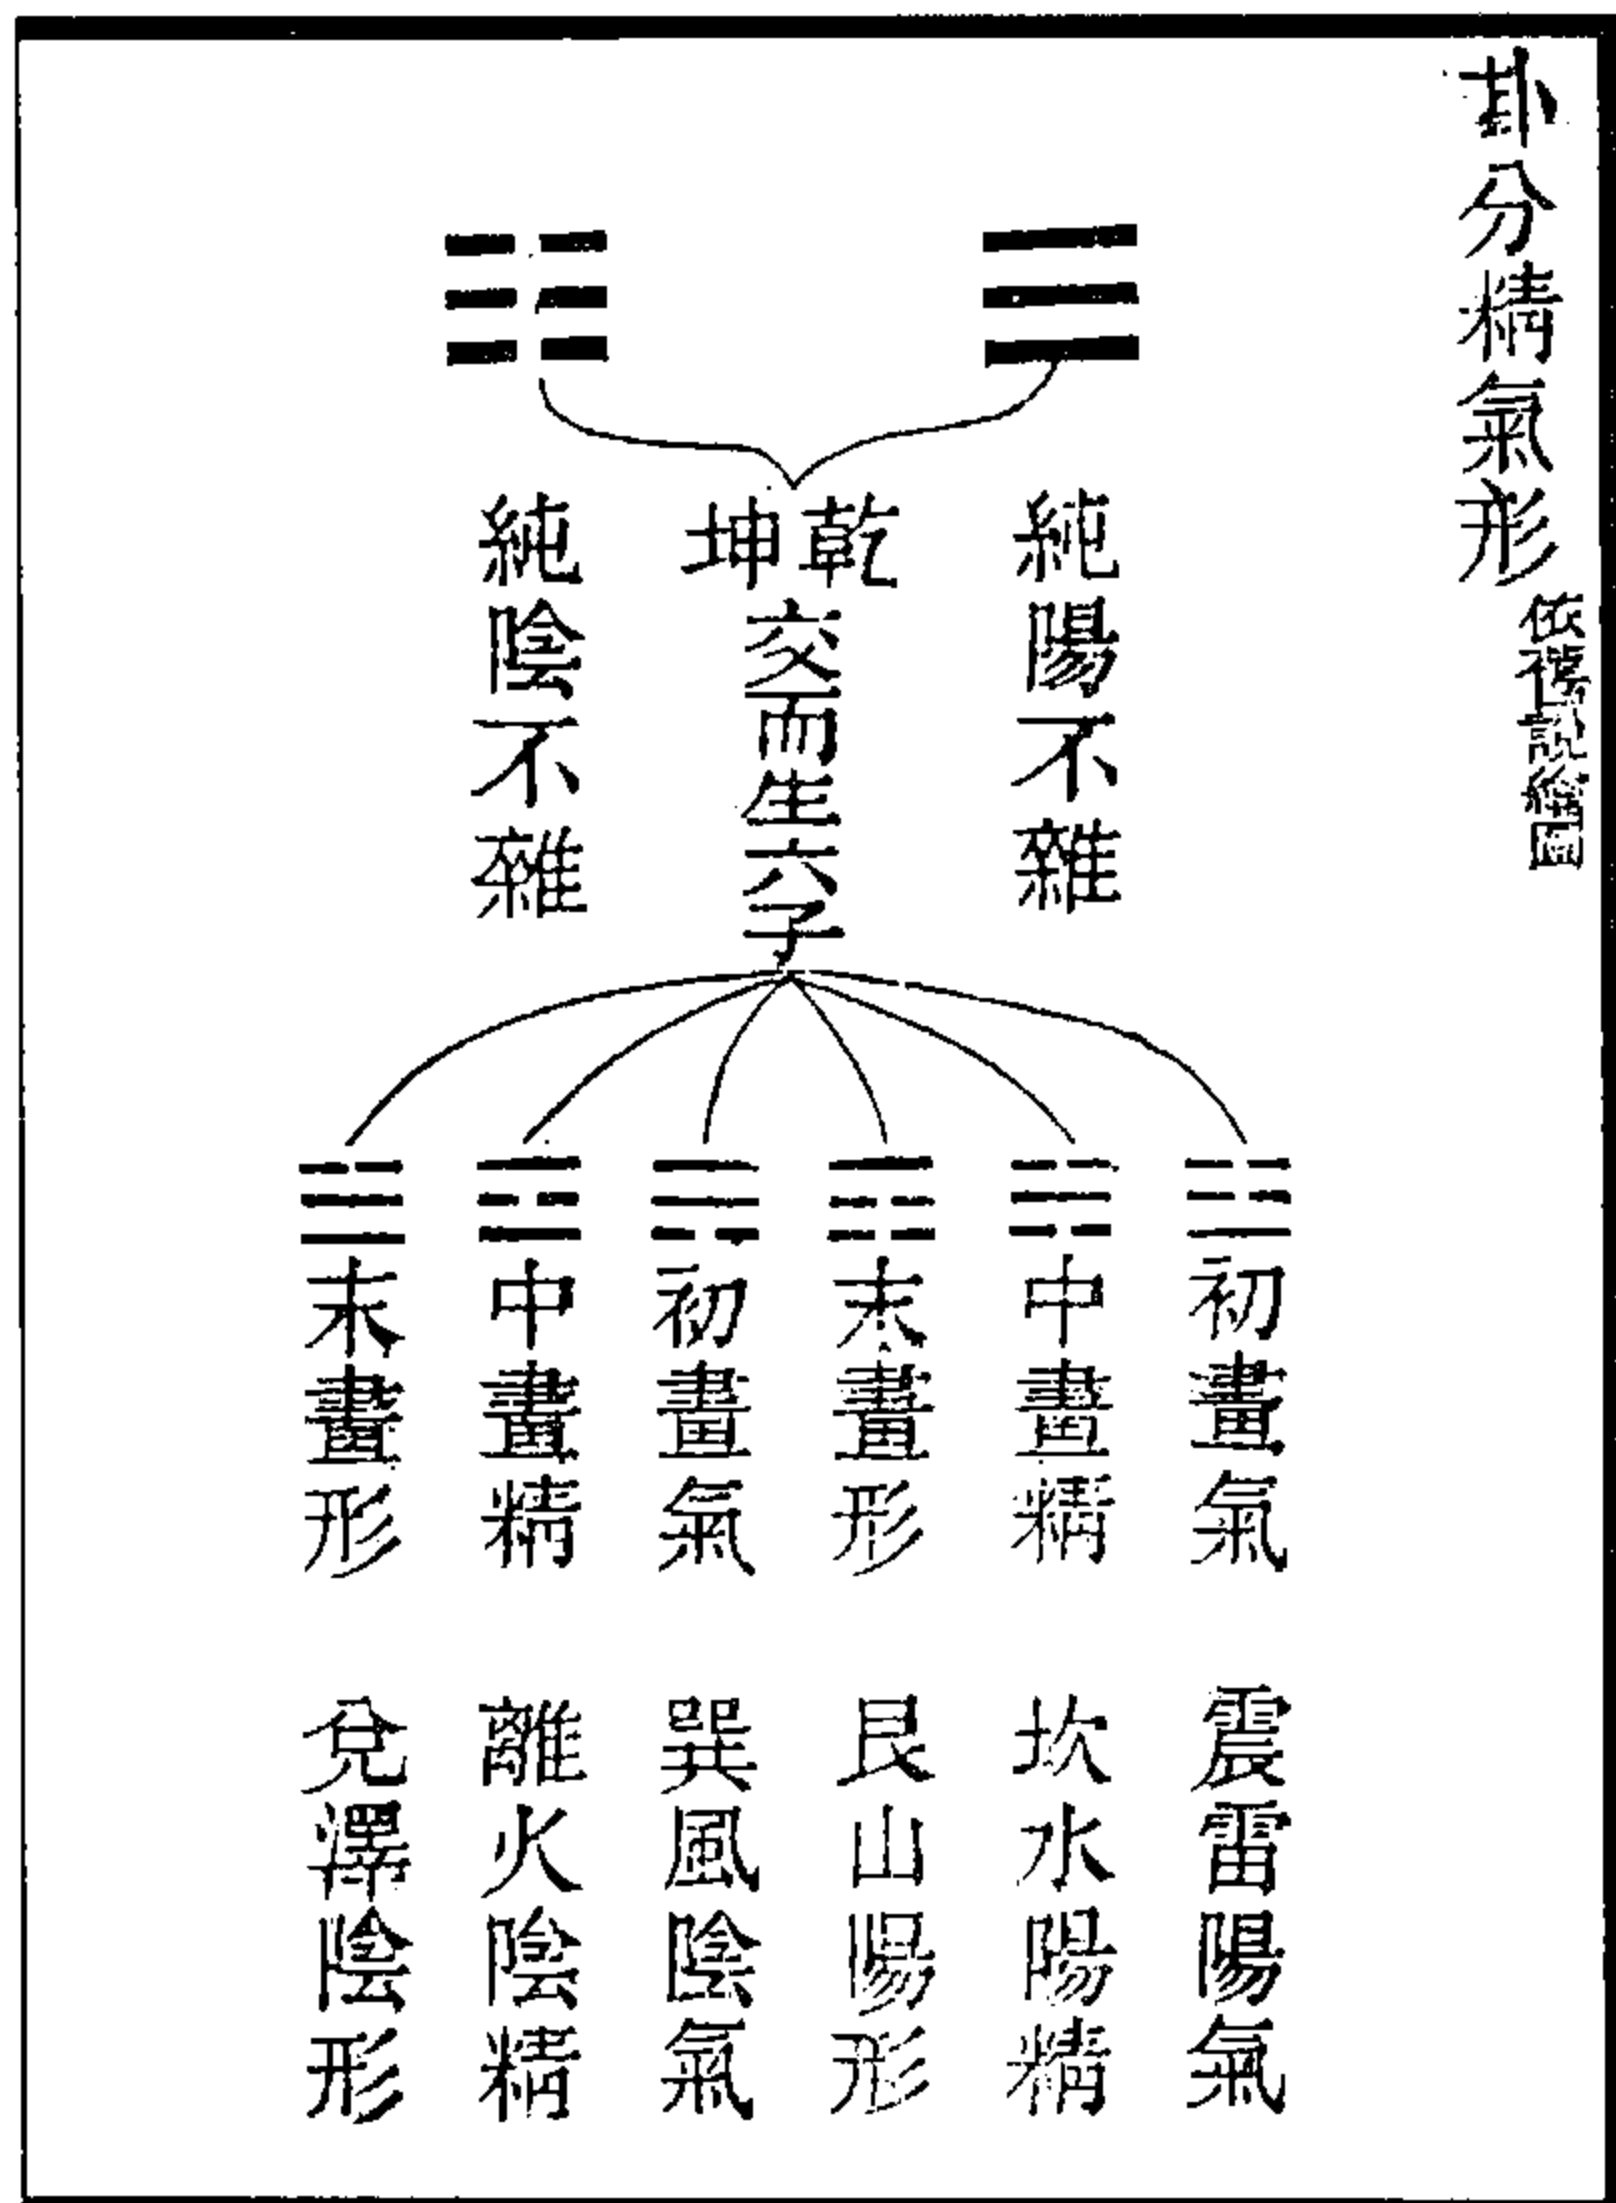 卦分精氣形
依禧說繪圖
純陽不雜
乾坤
交而生六子
純陰不雜
初畫氣
震雷陽氣
中畫精
坎水陽精
末畫形
艮山陽形
初畫氣
巽風陰氣
中畫精
離火陰精
末畫形
兌澤陰形